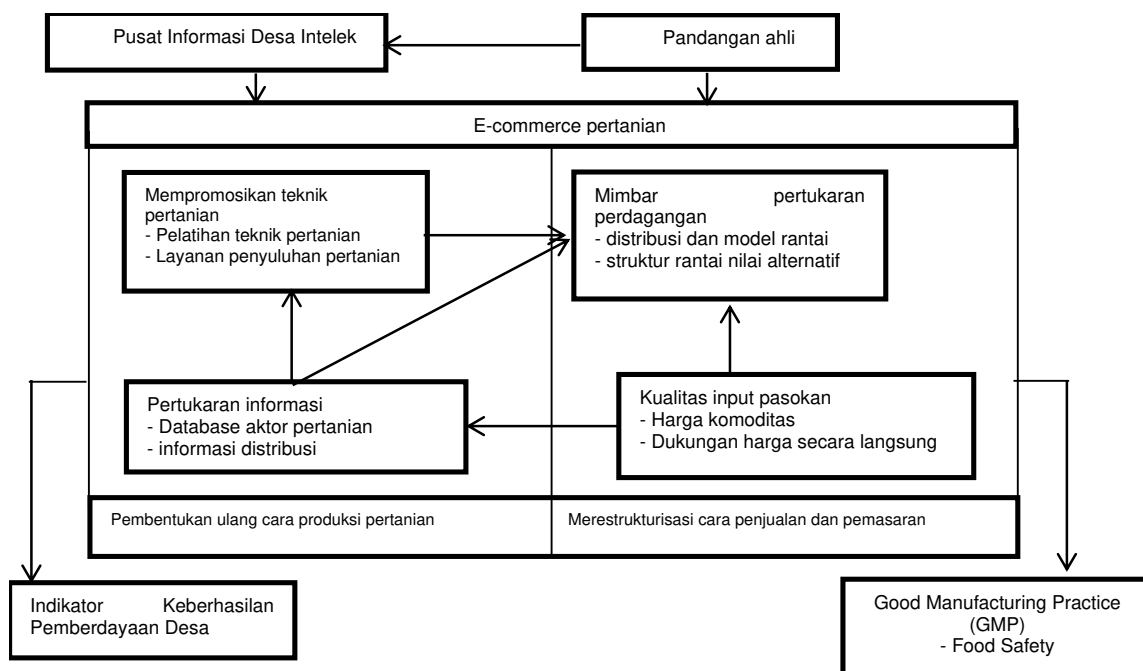 Pusat Informasi Desa Intelek
Pandangan ahli
E-commerce pertanian
Mempromosikan teknik
pertanian
- Pelatihan teknik pertanian
- Layanan penyuluhan pertanian
Mimbar pertukaran
perdagangan
- distribusi dan model rantai
- struktur rantai nilai alternatif
Pertukaran informasi
- Database aktor pertanian
- informasi distribusi
Kualitas input pasokan
- Harga komoditas
- Dukungan harga secara langsung
Pembentukan ulang cara produksi pertanian
Merestrukturisasi cara penjualan dan pemasaran
Indikator Keberhasilan
Pemberdayaan Desa
Good Manufacturing Practice
(GMP)
- Food Safety